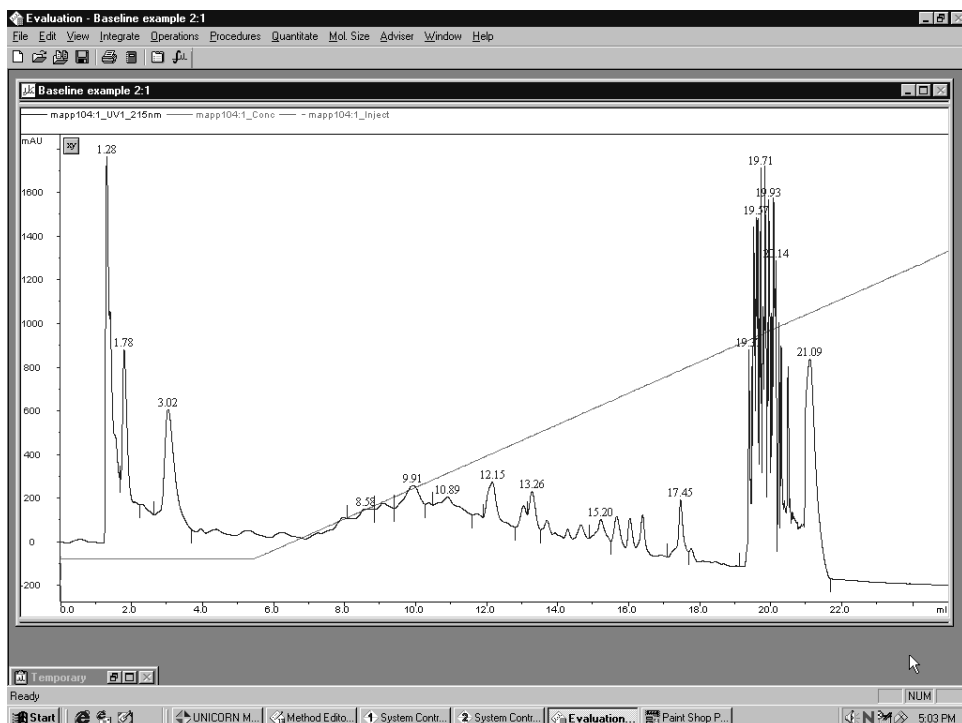 Evaluation - Baseline example 2:1
File Edit View Integrate Operations Procedures Quantitate Mol. Size Adviser Window Help
Baseline example 2:1
mapp104:1_UV1_215nm mapp104:1_Conc mapp104:1_Inject
mAU
xy
1.28
19.71
1600
19.93
19.57
1400
20.14
1200
1000
1.78
19.37
21.09
800
3.02
600
400
9.91
12.15
13.26
17.45
200
8.58
10.89
15.20
0
-200
0.0 2.0 4.0 6.0 8.0 10.0 12.0 14.0 16.0 18.0 20.0 22.0 ml
Temporary
Ready NUM
Start UNICORN M... Method Edito... System Contr... System Contr... Evaluation... Paint Shop P... 5:03 PM